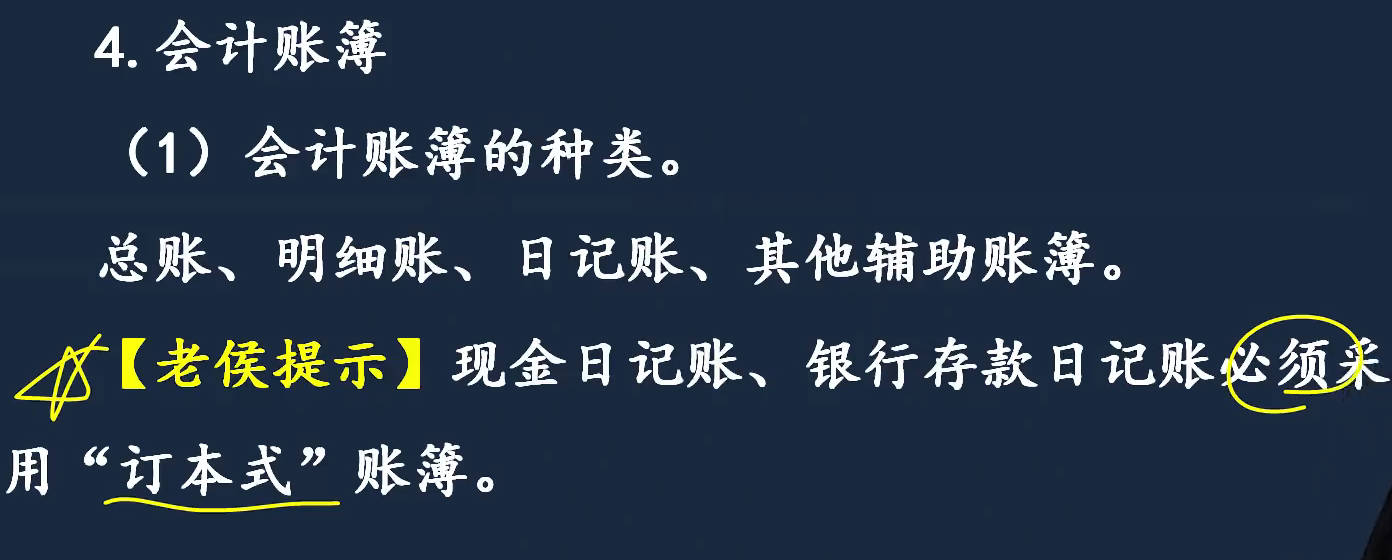 4. 会计账簿
（1）会计账簿的种类。
总账、明细账、日记账、其他辅助账簿。
【老侯提示】现金日记账、银行存款日记账必须采
用“订本式”账簿。